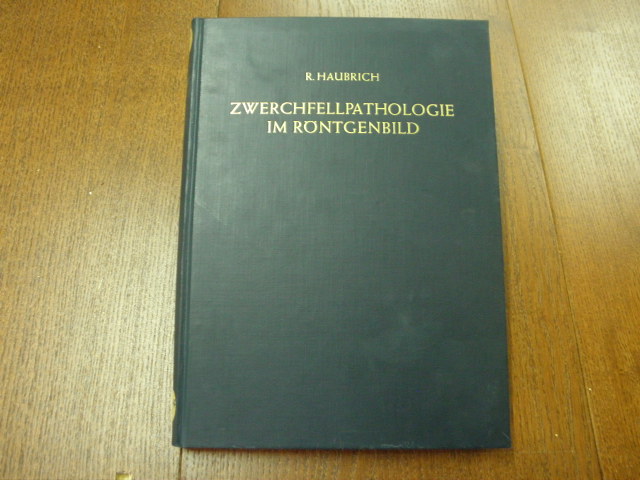 R. HAUBRICH
ZWERCHFELLPATHOLOGIE
IM RÖNTGENBILD